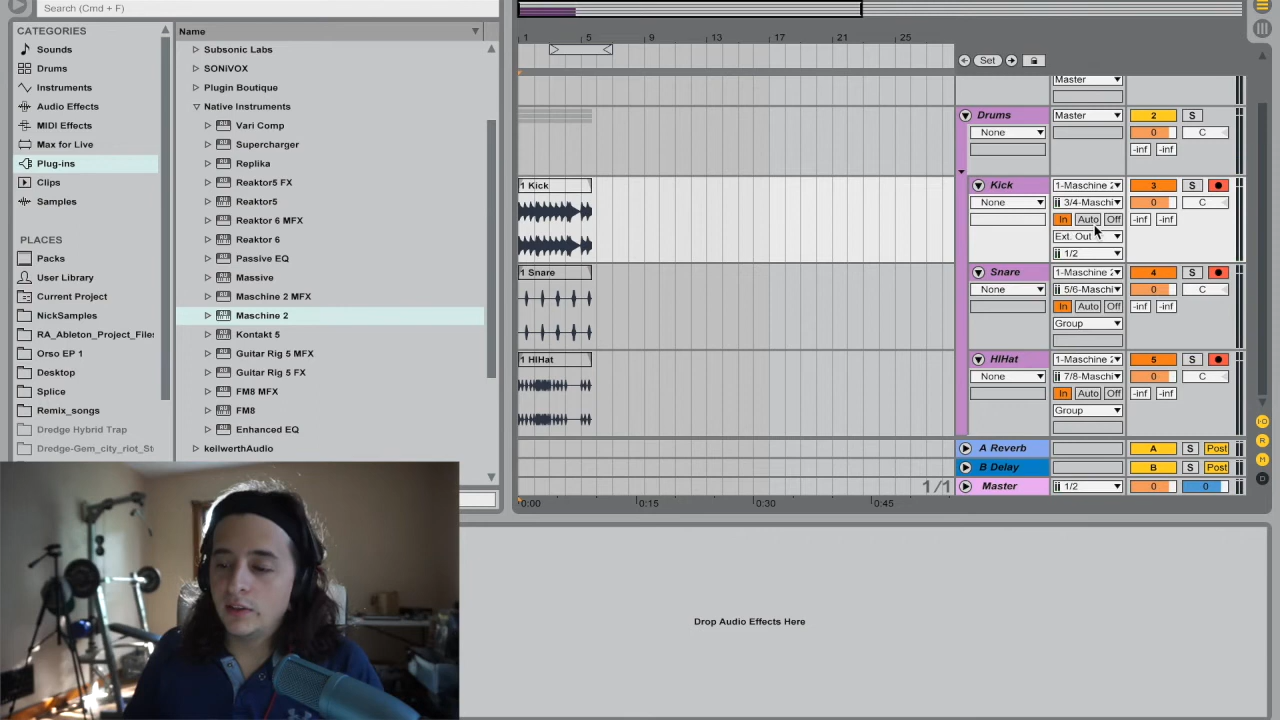 Search (Cmd + F)
CATEGORIES
Sounds
Drums
Instruments
Audio Effects
MIDI Effects
Max for Live
Plug-ins
Clips
Samples
PLACES
Packs
User Library
Current Project
NickSamples
RA_Ableton_Project_Files
Orso EP 1
Desktop
Splice
Remix_songs
Dredge Hybrid Trap
Dredge-Gem_city_riot_St
Name
Subsonic Labs
SONiVOX
Plugin Boutique
Native Instruments
Vari Comp
Supercharger
Replika
Reaktor5 FX
Reaktor5
Reaktor 6 MFX
Reaktor 6
Passive EQ
Massive
Maschine 2 MFX
Maschine 2
Kontakt 5
Guitar Rig 5 MFX
Guitar Rig 5 FX
FM8 MFX
FM8
Enhanced EQ
keilwerthAudio
1 5 9 13 17 21 25
Set
Master
Drums Master 2 S
None 0 C
-inf -inf
1 Kick
Kick 1-Maschine 2 3 S
None 3/4-Maschi 0 C
In Auto Off -inf -inf
Ext. Out
1/2
1 Snare
Snare 1-Maschine 2 4 S
None 5/6-Maschi 0 C
In Auto Off -inf -inf
Group
1 HIHat
HIHat 1-Maschine 2 5 S
None 7/8-Maschi 0 C
In Auto Off -inf -inf
Group
A Reverb A S Post
B Delay B S Post
1/1 Master 1/2 0 0
0:00 0:15 0:30 0:45
Drop Audio Effects Here